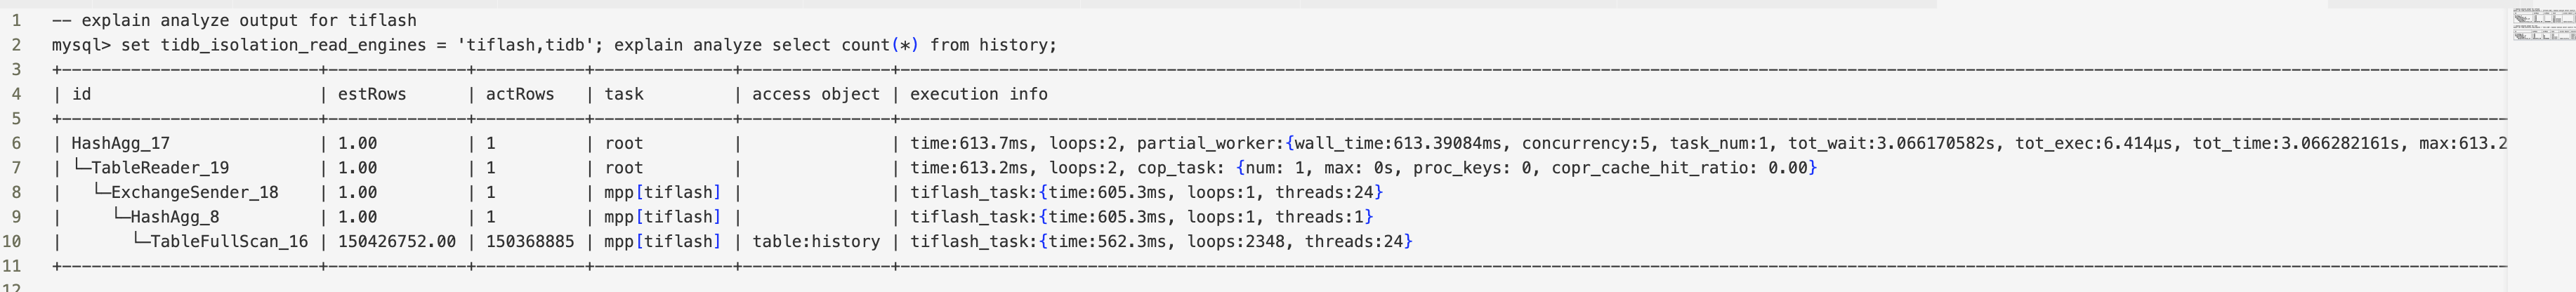 1 -- explain analyze output for tiflash
2 mysql> set tidb_isolation_read_engines = 'tiflash,tidb'; explain analyze select count(*) from history;
3 +---------------------------+--------------+-----------+--------------+---------------+---------------
4 | id | estRows | actRows | task | access object | execution info
5 +---------------------------+--------------+-----------+--------------+---------------+---------------
6 | HashAgg_17 | 1.00 | 1 | root | | time:613.7ms, loops:2, partial_worker:{wall_time:613.39084ms, concurrency:5, task_num:1, tot_wait:3.066170582s, tot_exec:6.414µs, tot_time:3.066282161s, max:613.2
7 | └─TableReader_19 | 1.00 | 1 | root | | time:613.2ms, loops:2, cop_task: {num: 1, max: 0s, proc_keys: 0, copr_cache_hit_ratio: 0.00}
8 | └─ExchangeSender_18 | 1.00 | 1 | mpp[tiflash] | | tiflash_task:{time:605.3ms, loops:1, threads:24}
9 | └─HashAgg_8 | 1.00 | 1 | mpp[tiflash] | | tiflash_task:{time:605.3ms, loops:1, threads:1}
10 | └─TableFullScan_16 | 150426752.00 | 150368885 | mpp[tiflash] | table:history | tiflash_task:{time:562.3ms, loops:2348, threads:24}
11 +---------------------------+--------------+-----------+--------------+---------------+---------------
12